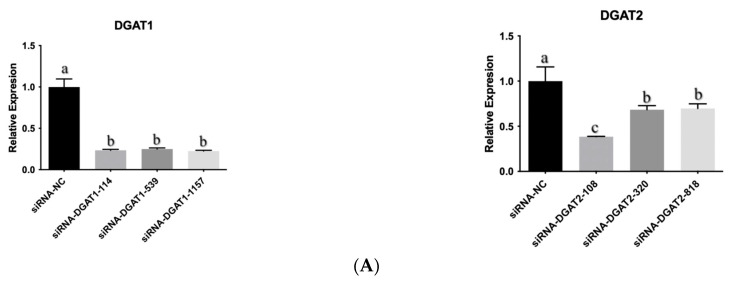 DGAT1
Relative Expresion
1.5
1.0
0.5
0.0
a
b
b
b
siRNA-NC
siRNA-DGAT1-114
siRNA-DGAT1-539
siRNA-DGAT1-1157
DGAT2
Relative Expresion
1.5
1.0
0.5
0.0
a
c
b
b
siRNA-NC
siRNA-DGAT2-108
siRNA-DGAT2-320
siRNA-DGAT2-818
(A)